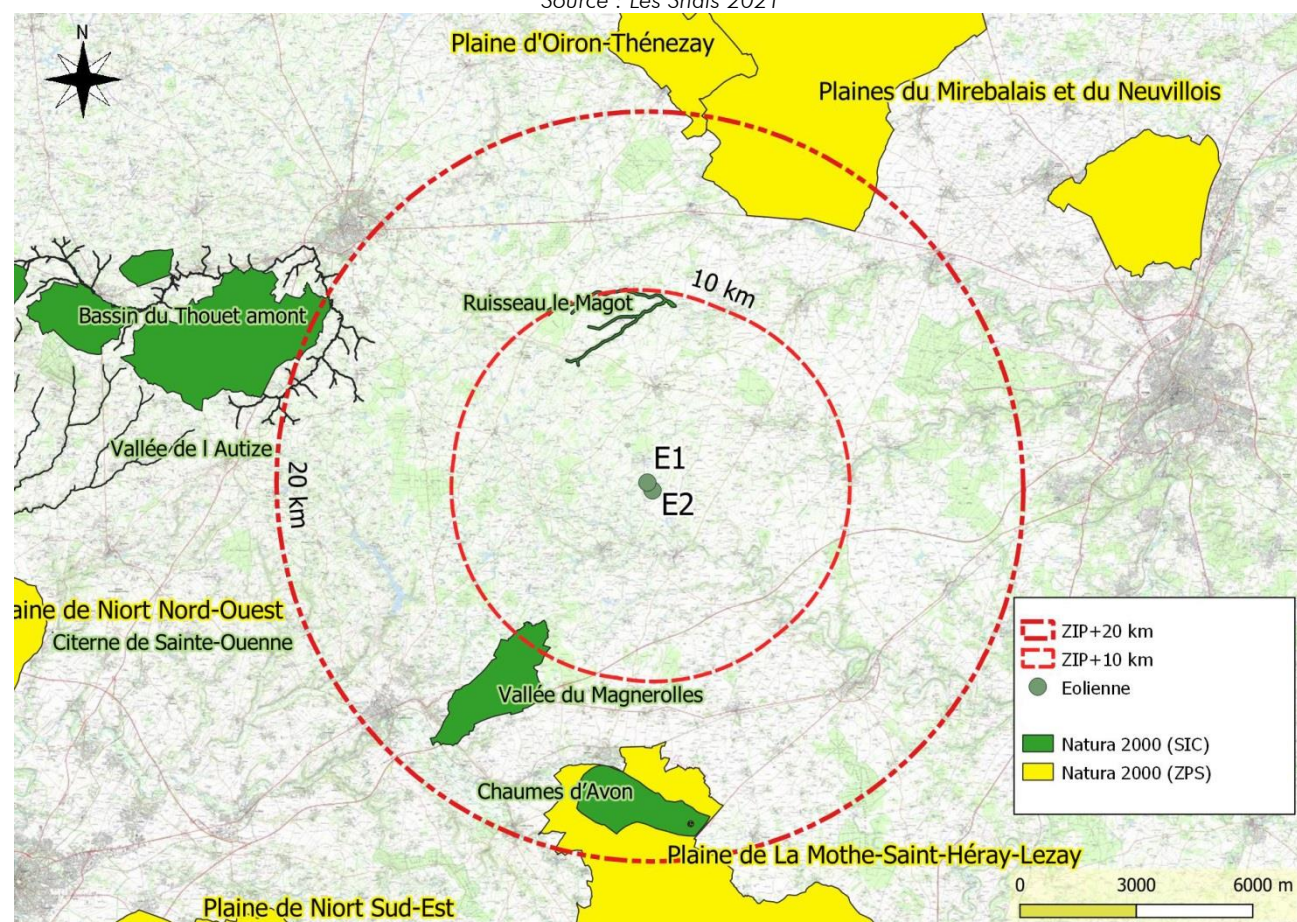 Source : Les Snats 2021
N
Plaine d'Oiron-Thénezay
Plaines du Mirebalais et du Neuvillois
10 km
Ruisseau le Magot
Bassin du Thouet amont
Vallée de l Autize
20 km
E1
E2
aine de Niort Nord-Ouest
Citerne de Sainte-Ouenne
Vallée du Magnerolles
Chaumes d'Avon
Plaine de La Mothe-Saint-Héray-Lezay
Plaine de Niort Sud-Est
ZIP+20 km
ZIP+10 km
Eolienne
Natura 2000 (SIC)
Natura 2000 (ZPS)
0 3000 6000 m